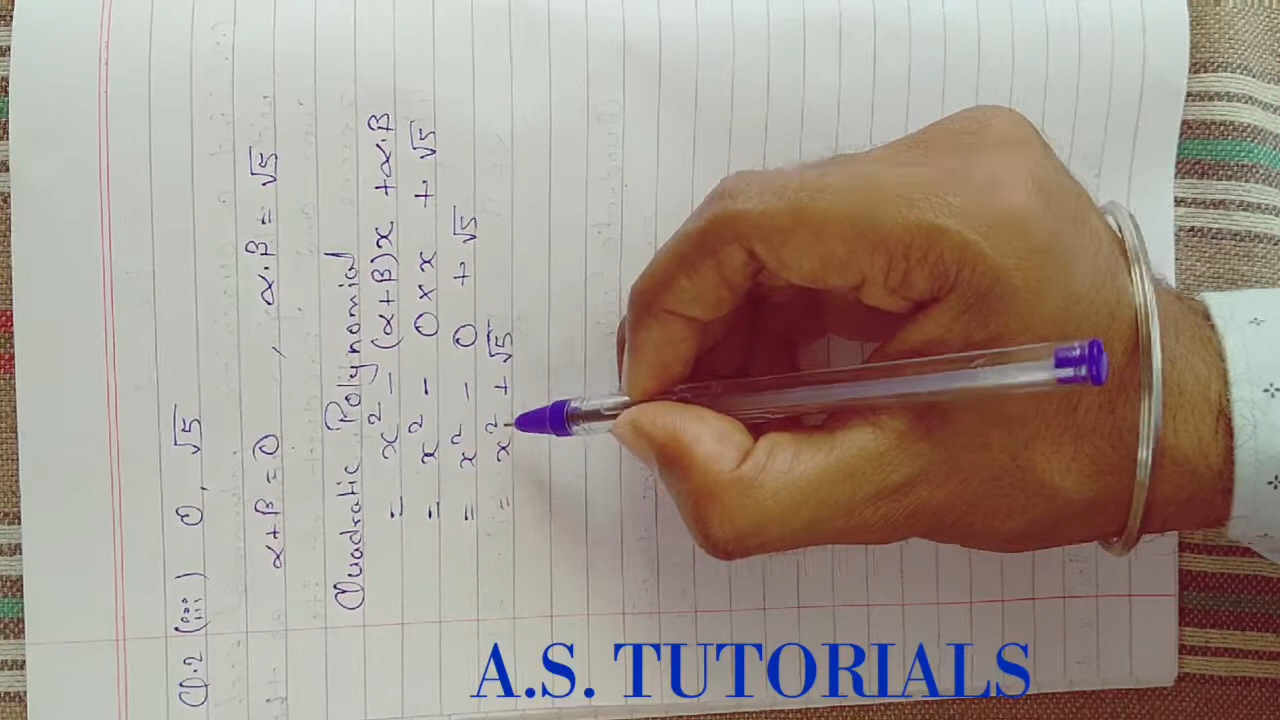 Q.2 (iii) 0, √5
α+β = 0 , α.β = √5
Quadratic Polynomial
= x² - (α+β)x + α.β
= x² - 0×x + √5
= x² - 0 + √5
= x² + √5
A.S. TUTORIALS